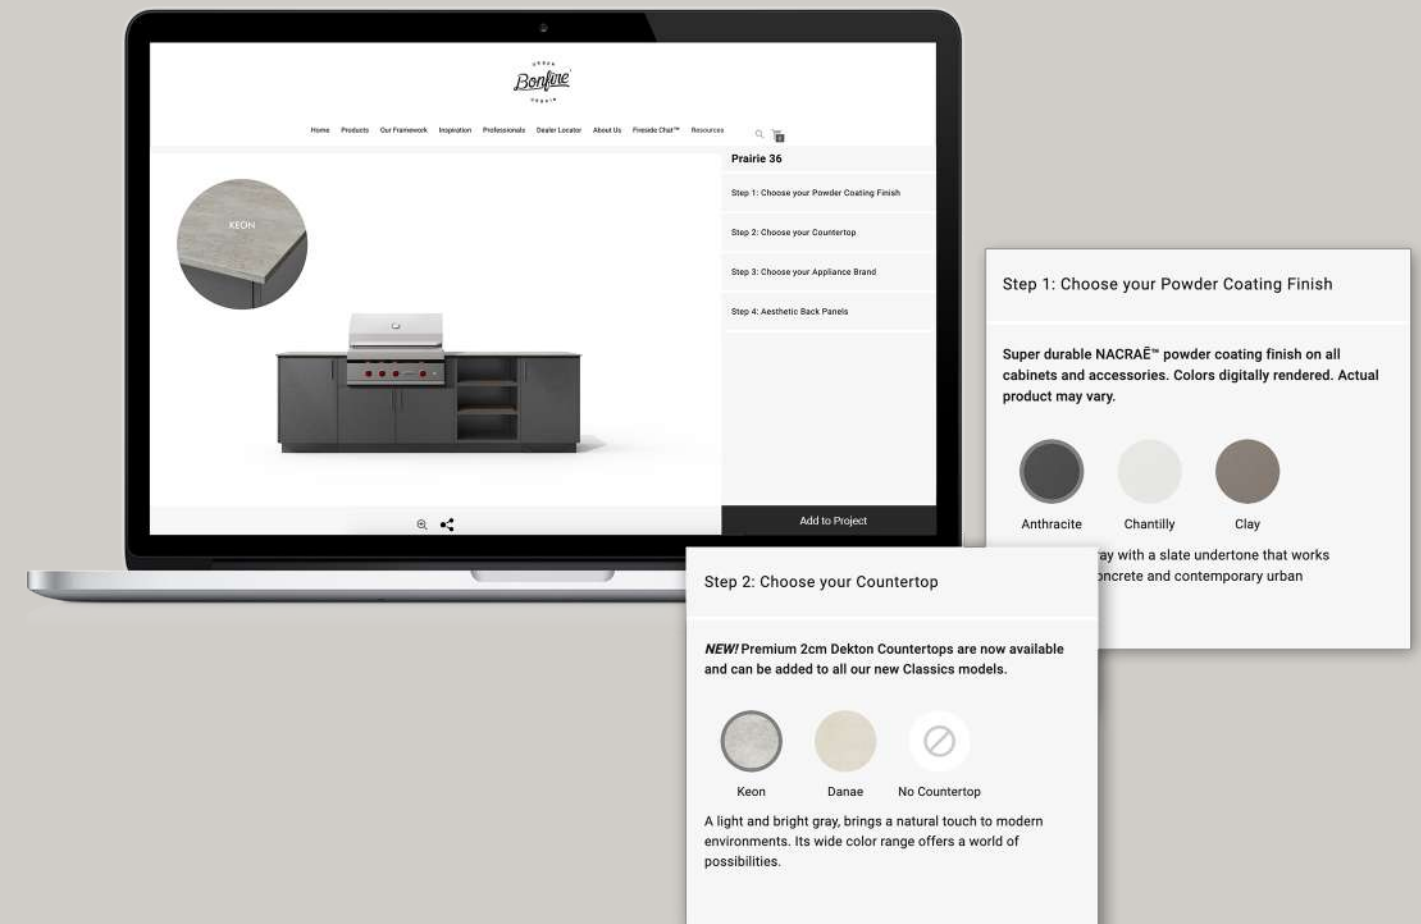 URBAN
Bonfire
Home Products Our Framework Inspiration Professionals Dealer Locator About Us Fireside Chat™ Resources
Prairie 36
KEON
Step 1: Choose your Powder Coating Finish
Step 2: Choose your Countertop
Step 3: Choose your Appliance Brand
Step 4: Aesthetic Back Panels
Add to Project
Step 1: Choose your Powder Coating Finish
Super durable NACRAĒ™ powder coating finish on all
cabinets and accessories. Colors digitally rendered. Actual
product may vary.
Anthracite Chantilly Clay
ray with a slate undertone that works
oncrete and contemporary urban
Step 2: Choose your Countertop
NEW! Premium 2cm Dekton Countertops are now available
and can be added to all our new Classics models.
Keon Danae No Countertop
A light and bright gray, brings a natural touch to modern
environments. Its wide color range offers a world of
possibilities.